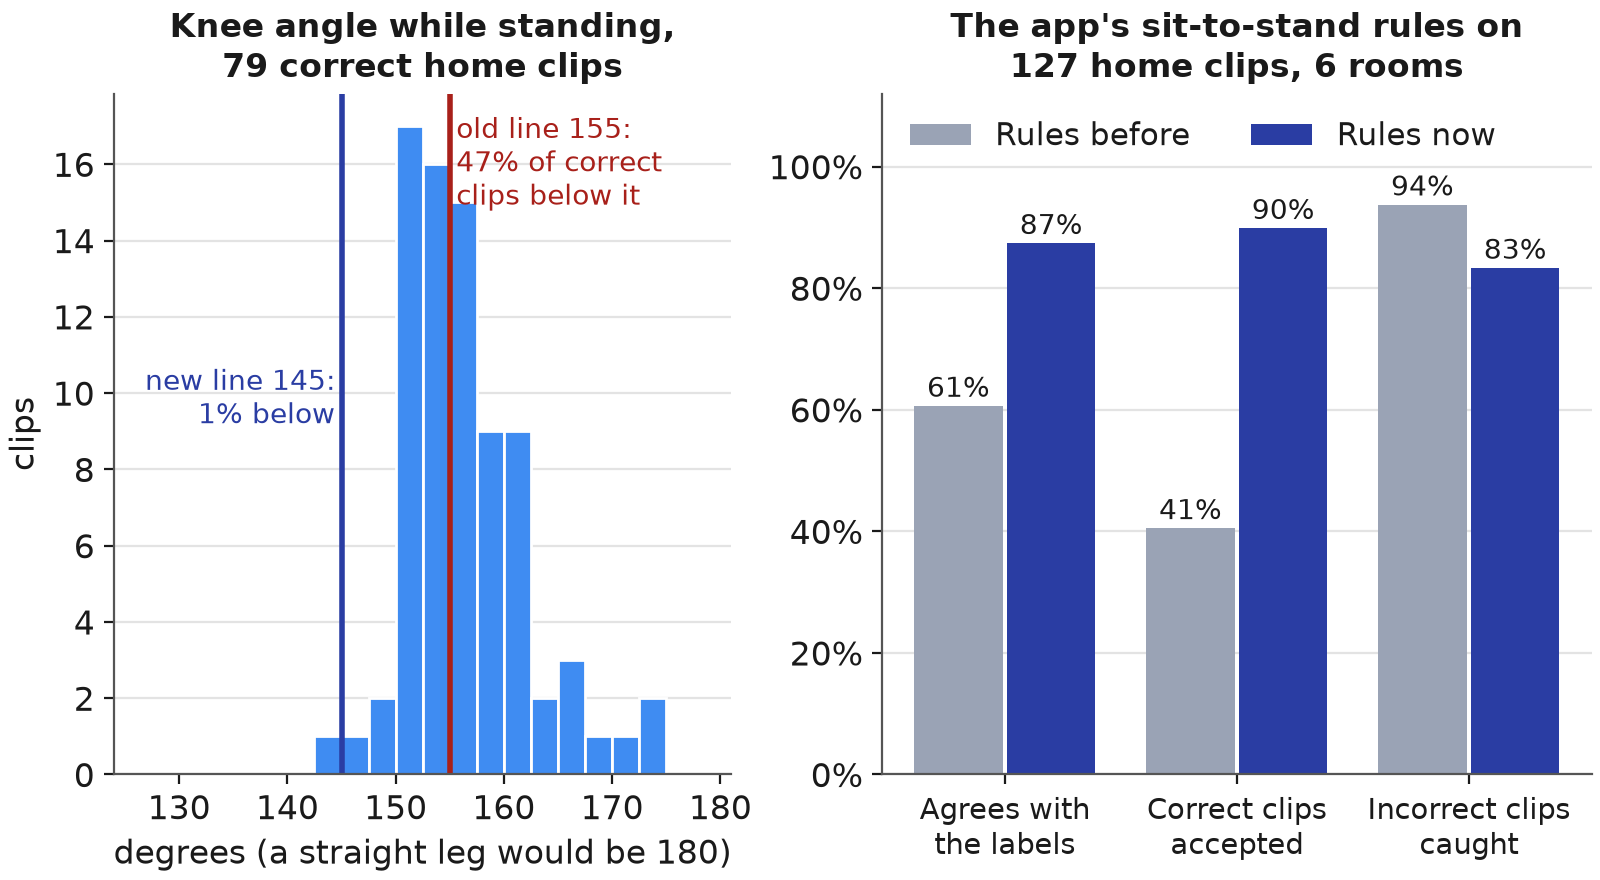 Knee angle while standing,
79 correct home clips
old line 155:
47% of correct
clips below it
new line 145:
1% below
clips
16
14
12
10
8
6
4
2
0
130 140 150 160 170 180
degrees (a straight leg would be 180)
The app's sit-to-stand rules on
127 home clips, 6 rooms
Rules before Rules now
100%
80%
60%
40%
20%
0%
61%
87%
41%
90%
94%
83%
Agrees with
the labels
Correct clips
accepted
Incorrect clips
caught